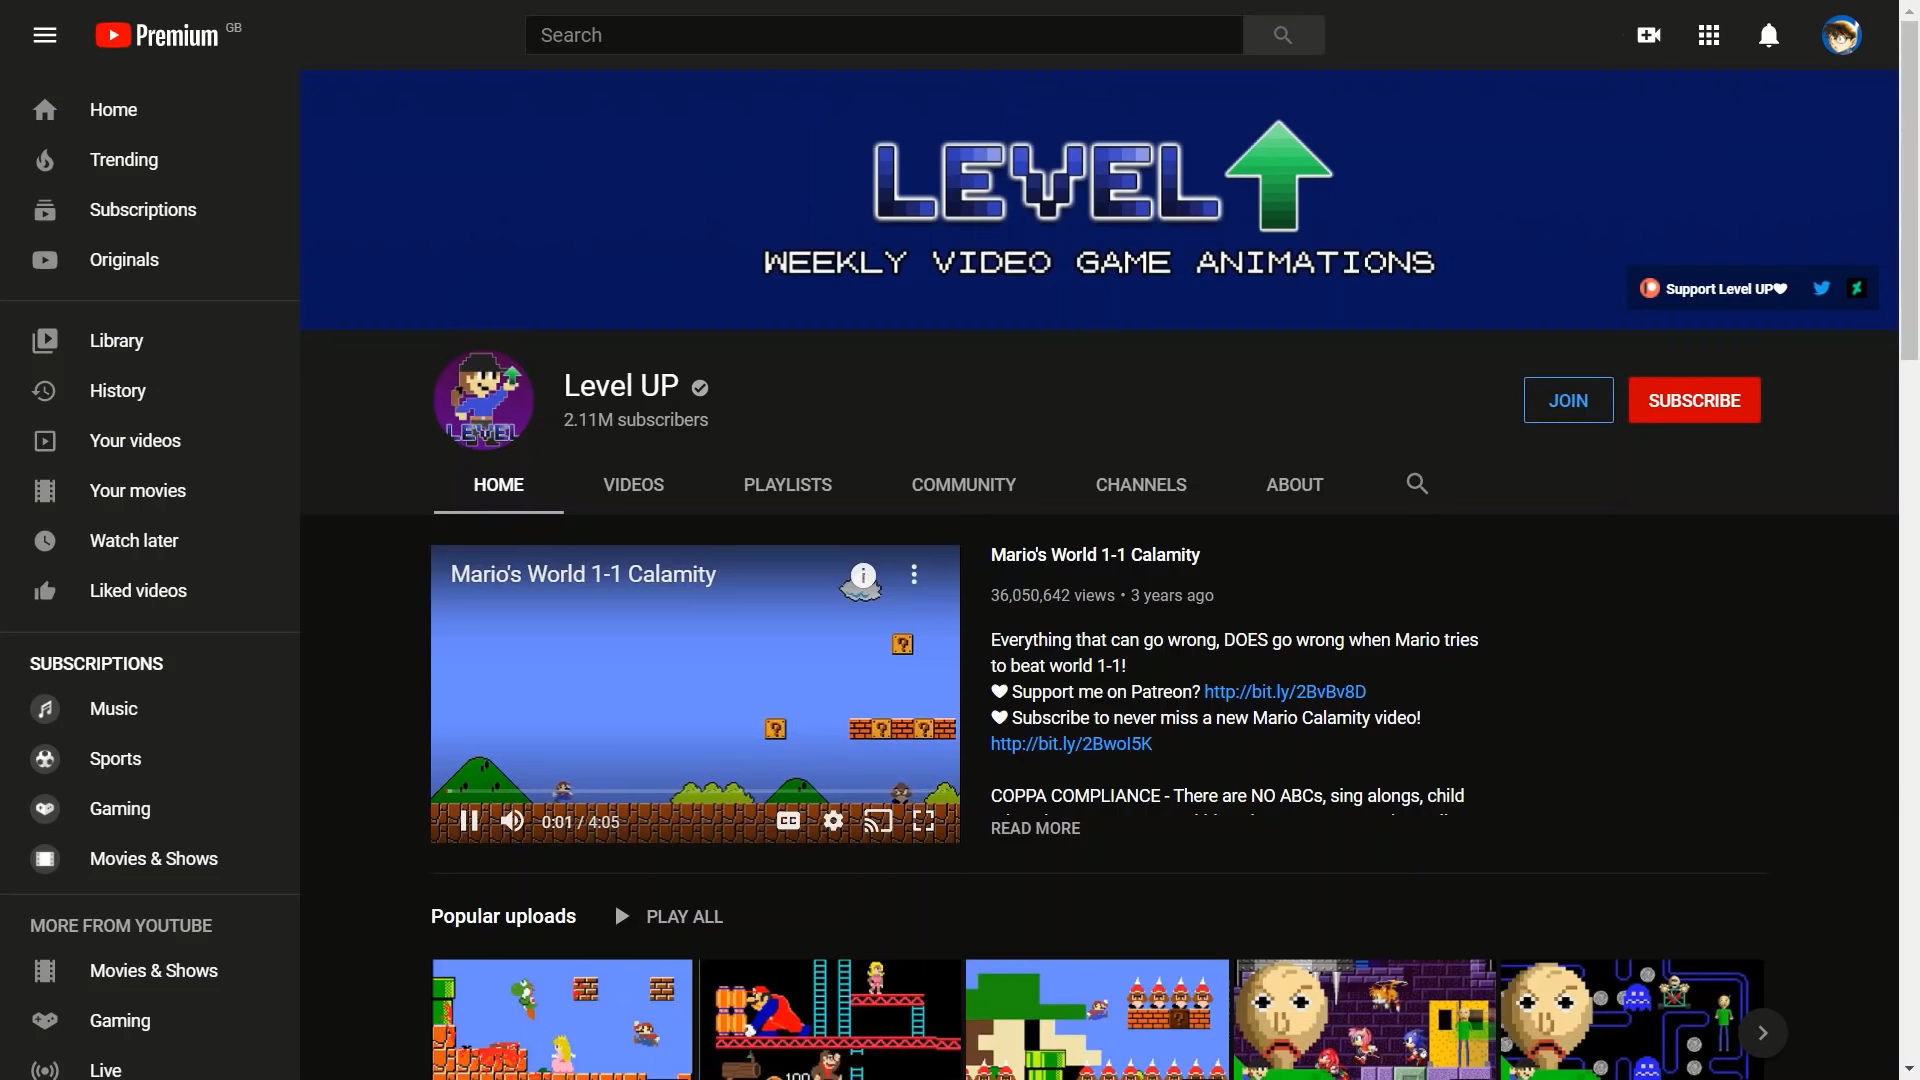 Premium GB
Search
Home
Trending
Subscriptions
Originals
Library
History
Your videos
Your movies
Watch later
Liked videos
SUBSCRIPTIONS
Music
Sports
Gaming
Movies & Shows
MORE FROM YOUTUBE
Movies & Shows
Gaming
Live
LEVEL
WEEKLY VIDEO GAME ANIMATIONS
Support Level UP🖤
LEVEL
Level UP
2.11M subscribers
JOIN
SUBSCRIBE
HOME
VIDEOS
PLAYLISTS
COMMUNITY
CHANNELS
ABOUT
Mario's World 1-1 Calamity
0:01 / 4:05
CC
Mario's World 1-1 Calamity
36,050,642 views • 3 years ago
Everything that can go wrong, DOES go wrong when Mario tries
to beat world 1-1!
🖤 Support me on Patreon? http://bit.ly/2BvBv8D
🖤 Subscribe to never miss a new Mario Calamity video!
http://bit.ly/2BwoI5K
COPPA COMPLIANCE - There are NO ABCs, sing alongs, child
READ MORE
Popular uploads
PLAY ALL
100